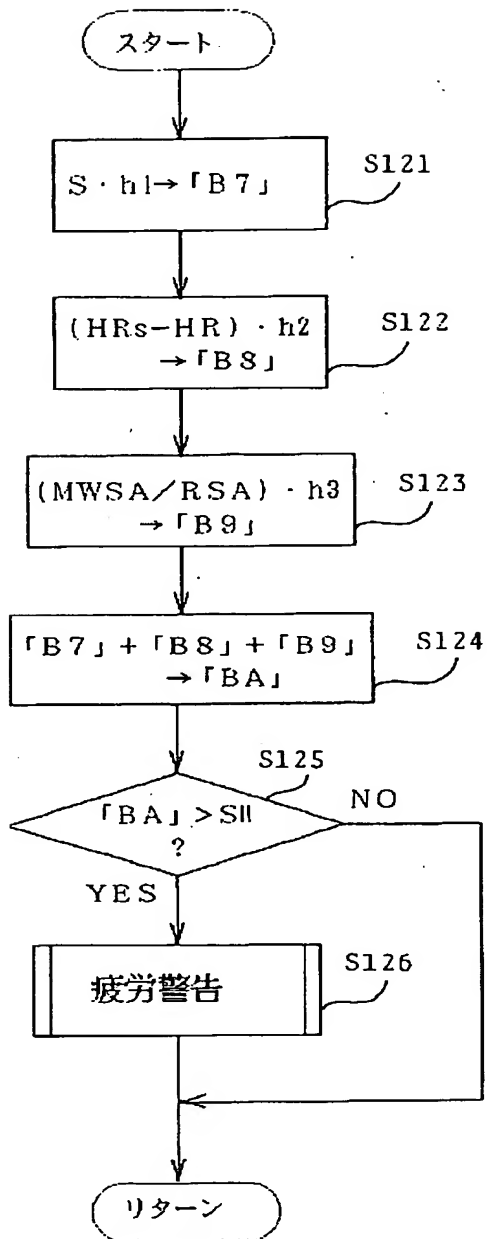 スタート
S・h1→「B7」
S121
(HRs−HR)・h2
→「B8」
S122
(MWSA/RSA)・h3
→「B9」
S123
「B7」+「B8」+「B9」
→「BA」
S124
S125
「BA」>SII
?
NO
YES
疲労警告
S126
リターン